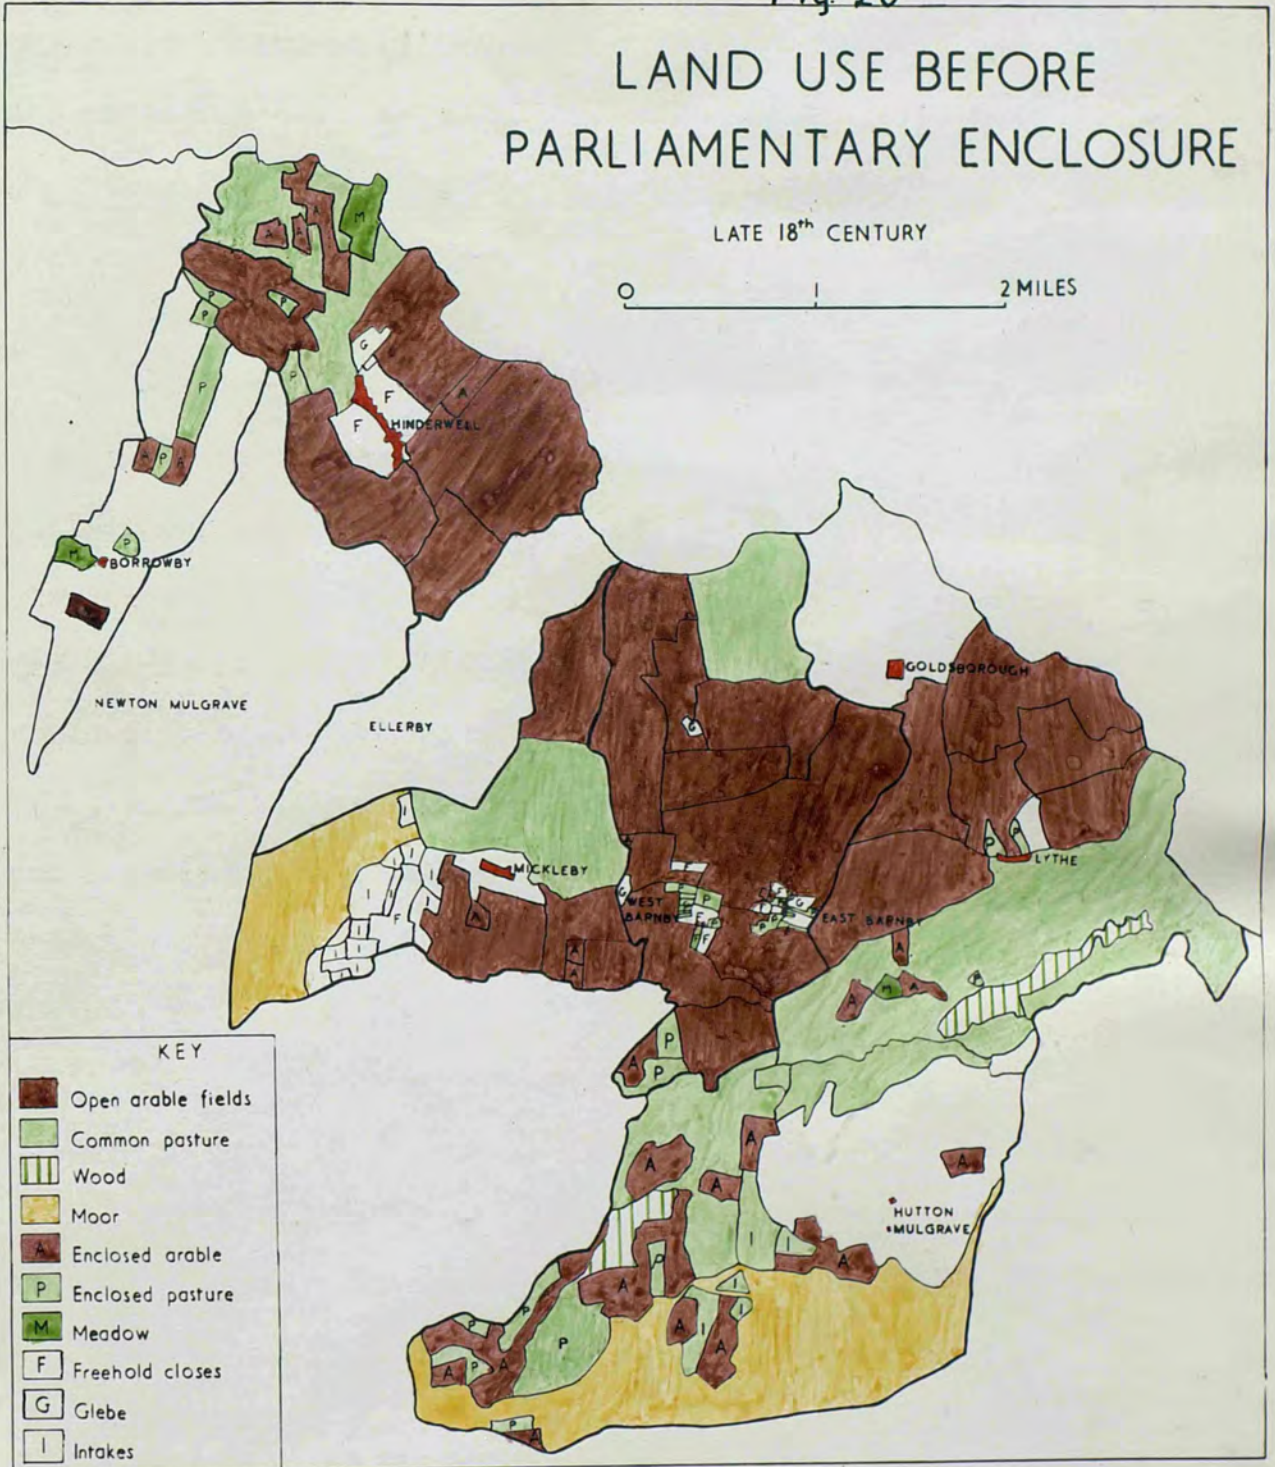 Fig. 20
LAND USE BEFORE
PARLIAMENTARY ENCLOSURE
LATE 18th CENTURY
0 1 2 MILES
A
M
A
A
P
P
P
G
P
P
F
A
F
HINDERWELL
A P A
M
P
BORROWBY
NEWTON MULGRAVE
ELLERBY
GOLDSBOROUGH
G
I
I
I
I
I
I
F
I
MICKLEBY
A
F
G
WEST
BARNBY
P
F
P
F
G
EAST BARNBY
P
P
LYTHE
A
A
A
A
M
A
P
P
A
P
A
A
A
A
HUTTON
MULGRAVE
I
I
A
P
A
I
I
A
I
A
P
P
P
A
P
A
P
A
KEY
Open arable fields
Common pasture
Wood
Moor
A Enclosed arable
P Enclosed pasture
M Meadow
F Freehold closes
G Glebe
I Intakes